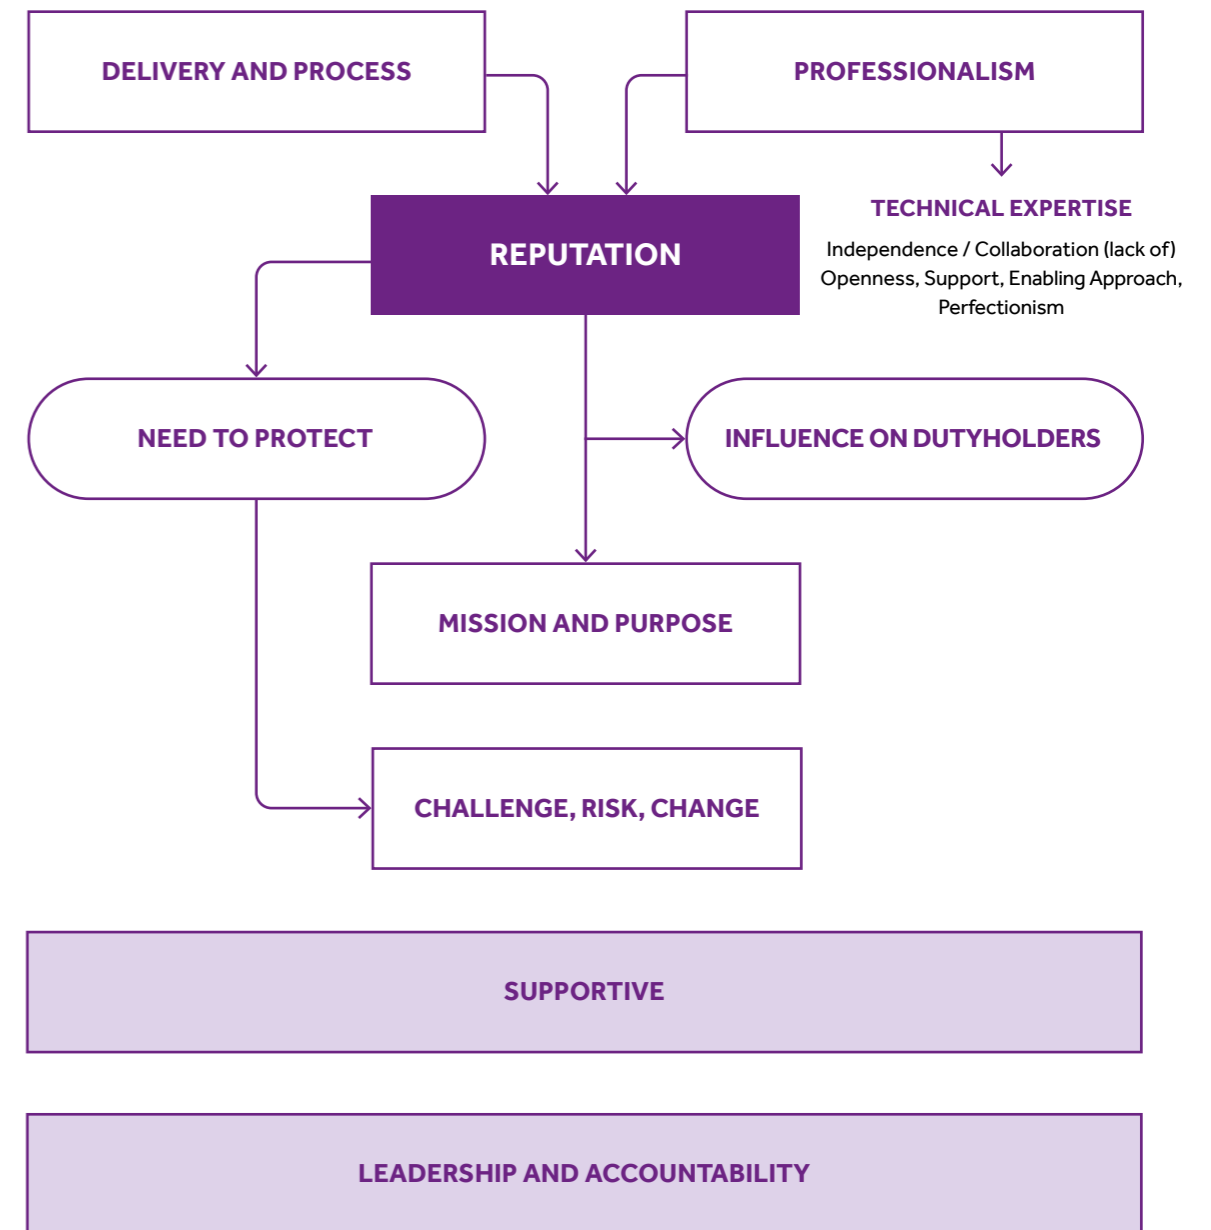 DELIVERY AND PROCESS
PROFESSIONALISM
REPUTATION
TECHNICAL EXPERTISE
Independence / Collaboration (lack of)
Openness, Support, Enabling Approach,
Perfectionism
NEED TO PROTECT
INFLUENCE ON DUTYHOLDERS
MISSION AND PURPOSE
CHALLENGE, RISK, CHANGE
SUPPORTIVE
LEADERSHIP AND ACCOUNTABILITY